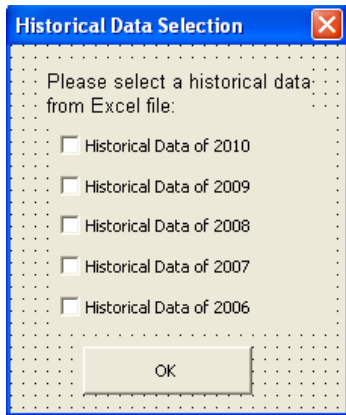 Historical Data Selection
Please select a historical data
from Excel file:
Historical Data of 2010
Historical Data of 2009
Historical Data of 2008
Historical Data of 2007
Historical Data of 2006
OK